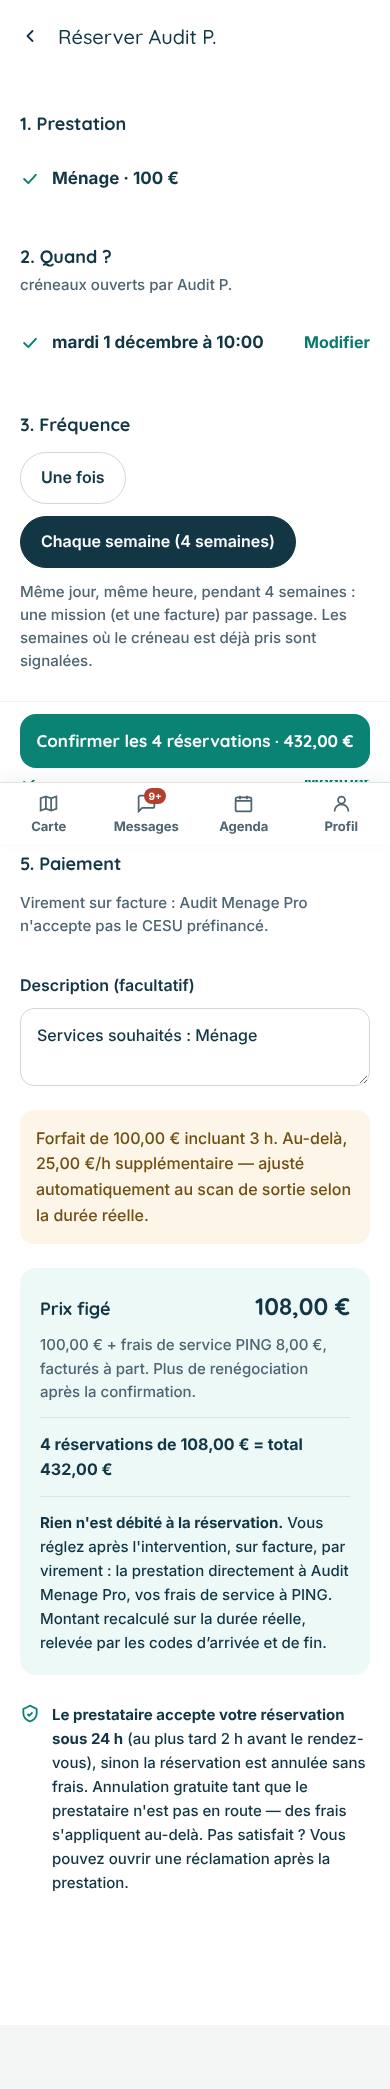 Réserver Audit P.
1. Prestation
Ménage · 100 €
2. Quand ?
créneaux ouverts par Audit P.
mardi 1 décembre à 10:00 Modifier
3. Fréquence
Une fois
Chaque semaine (4 semaines)
Même jour, même heure, pendant 4 semaines :
une mission (et une facture) par passage. Les
semaines où le créneau est déjà pris sont
signalées.
Confirmer les 4 réservations · 432,00 €
9+
Carte Messages Agenda Profil
5. Paiement
Virement sur facture : Audit Menage Pro
n'accepte pas le CESU préfinancé.
Description (facultatif)
Services souhaités : Ménage
Forfait de 100,00 € incluant 3 h. Au-delà,
25,00 €/h supplémentaire — ajusté
automatiquement au scan de sortie selon
la durée réelle.
Prix figé 108,00 €
100,00 € + frais de service PING 8,00 €,
facturés à part. Plus de renégociation
après la confirmation.
4 réservations de 108,00 € = total
432,00 €
Rien n'est débité à la réservation. Vous
réglez après l'intervention, sur facture, par
virement : la prestation directement à Audit
Menage Pro, vos frais de service à PING.
Montant recalculé sur la durée réelle,
relevée par les codes d’arrivée et de fin.
Le prestataire accepte votre réservation
sous 24 h (au plus tard 2 h avant le rendez-
vous), sinon la réservation est annulée sans
frais. Annulation gratuite tant que le
prestataire n'est pas en route — des frais
s'appliquent au-delà. Pas satisfait ? Vous
pouvez ouvrir une réclamation après la
prestation.